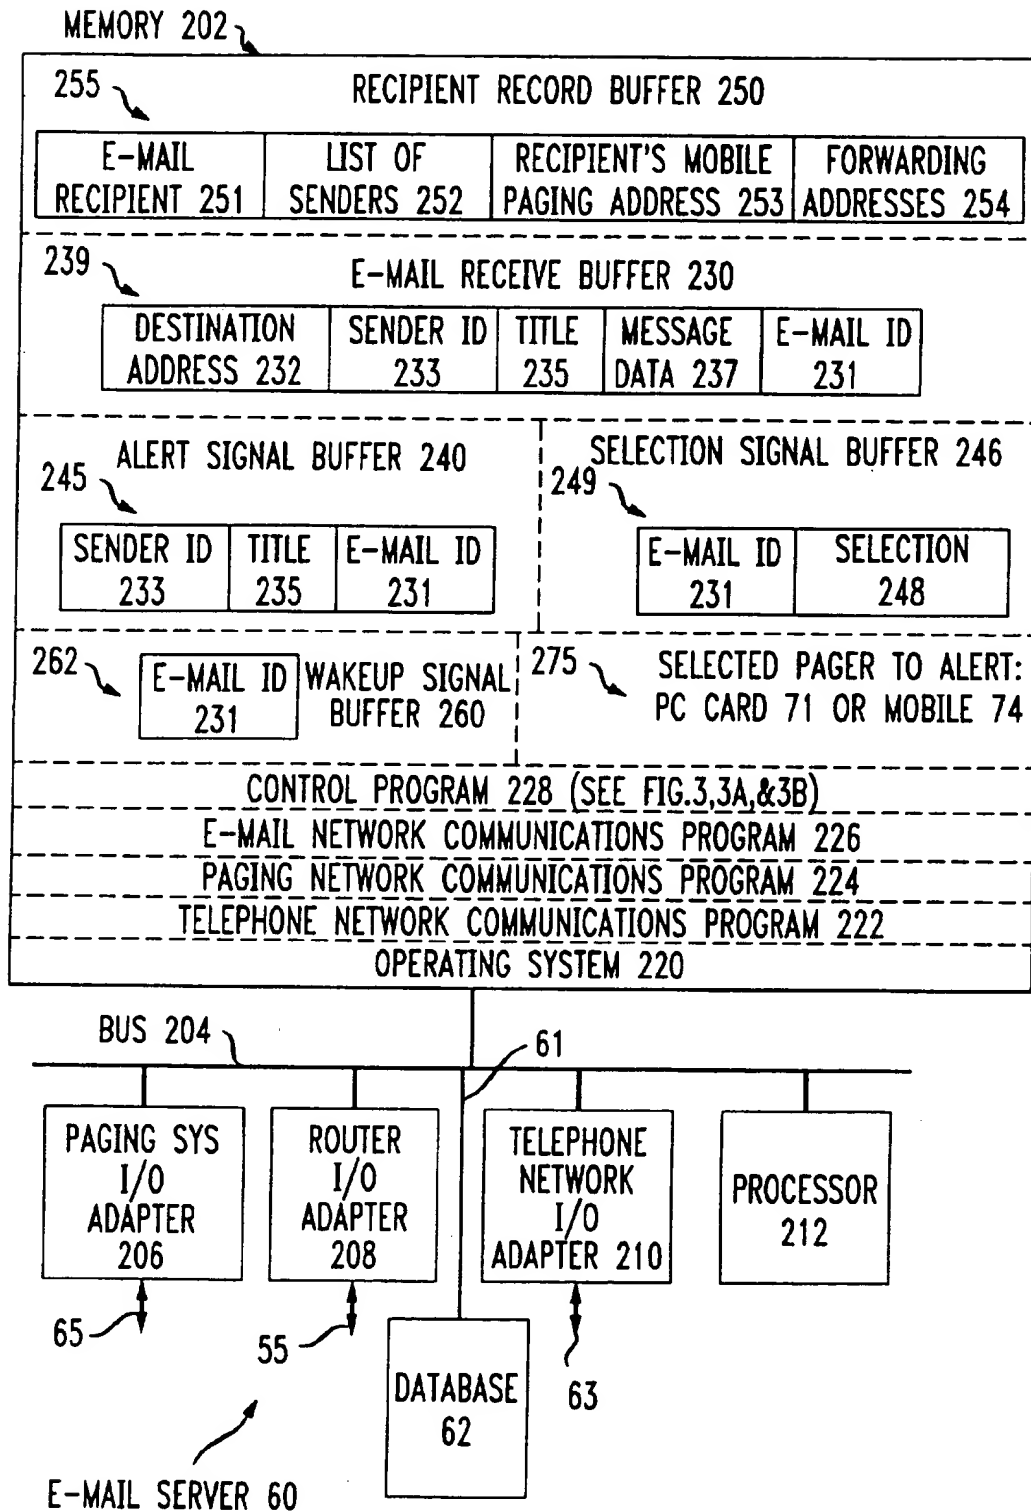 MEMORY 202
255
RECIPIENT RECORD BUFFER 250
E-MAIL RECIPIENT 251
LIST OF SENDERS 252
RECIPIENT'S MOBILE PAGING ADDRESS 253
FORWARDING ADDRESSES 254
239
E-MAIL RECEIVE BUFFER 230
DESTINATION ADDRESS 232
SENDER ID 233
TITLE 235
MESSAGE DATA 237
E-MAIL ID 231
ALERT SIGNAL BUFFER 240
245
SENDER ID 233
TITLE 235
E-MAIL ID 231
SELECTION SIGNAL BUFFER 246
249
E-MAIL ID 231
SELECTION 248
262
E-MAIL ID 231
WAKEUP SIGNAL BUFFER 260
275
SELECTED PAGER TO ALERT:
PC CARD 71 OR MOBILE 74
CONTROL PROGRAM 228 (SEE FIG.3,3A,&3B)
E-MAIL NETWORK COMMUNICATIONS PROGRAM 226
PAGING NETWORK COMMUNICATIONS PROGRAM 224
TELEPHONE NETWORK COMMUNICATIONS PROGRAM 222
OPERATING SYSTEM 220
BUS 204
61
PAGING SYS I/O ADAPTER 206
ROUTER I/O ADAPTER 208
TELEPHONE NETWORK I/O ADAPTER 210
PROCESSOR 212
65
55
63
DATABASE 62
E-MAIL SERVER 60